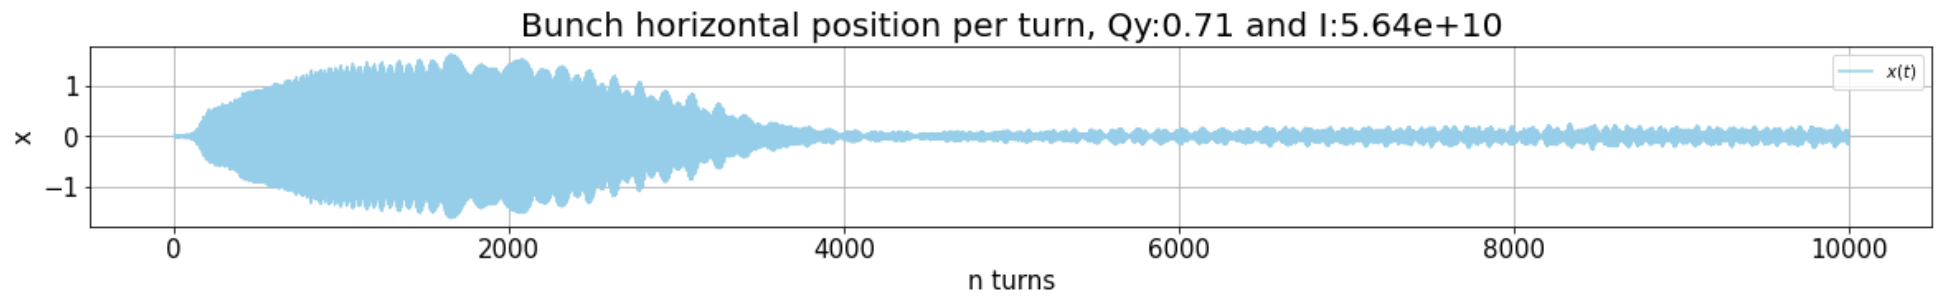 Bunch horizontal position per turn, Qy:0.71 and I:5.64e+10
x(t)
1
0
−1
x
0 2000 4000 6000 8000 10000
n turns